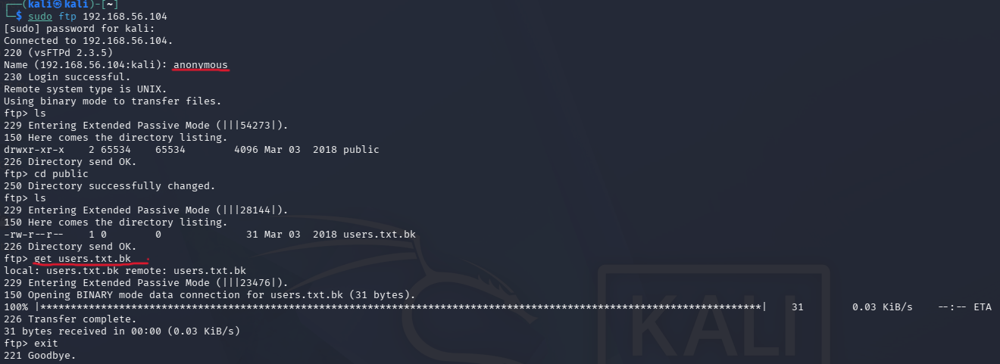 ┌──(kali㉿kali)-[~]
└─$ sudo ftp 192.168.56.104
[sudo] password for kali:
Connected to 192.168.56.104.
220 (vsFTPd 2.3.5)
Name (192.168.56.104:kali): anonymous
230 Login successful.
Remote system type is UNIX.
Using binary mode to transfer files.
ftp> ls
229 Entering Extended Passive Mode (|||54273|).
150 Here comes the directory listing.
drwxr-xr-x    2 65534    65534        4096 Mar 03  2018 public
226 Directory send OK.
ftp> cd public
250 Directory successfully changed.
ftp> ls
229 Entering Extended Passive Mode (|||28144|).
150 Here comes the directory listing.
-rw-r--r--    1 0        0              31 Mar 03  2018 users.txt.bk
226 Directory send OK.
ftp> get users.txt.bk
local: users.txt.bk remote: users.txt.bk
229 Entering Extended Passive Mode (|||23476|).
150 Opening BINARY mode data connection for users.txt.bk (31 bytes).
100% |************************************************************************************************************************|    31        0.03 KiB/s    --:-- ETA
226 Transfer complete.
31 bytes received in 00:00 (0.03 KiB/s)
ftp> exit
221 Goodbye.
KALI